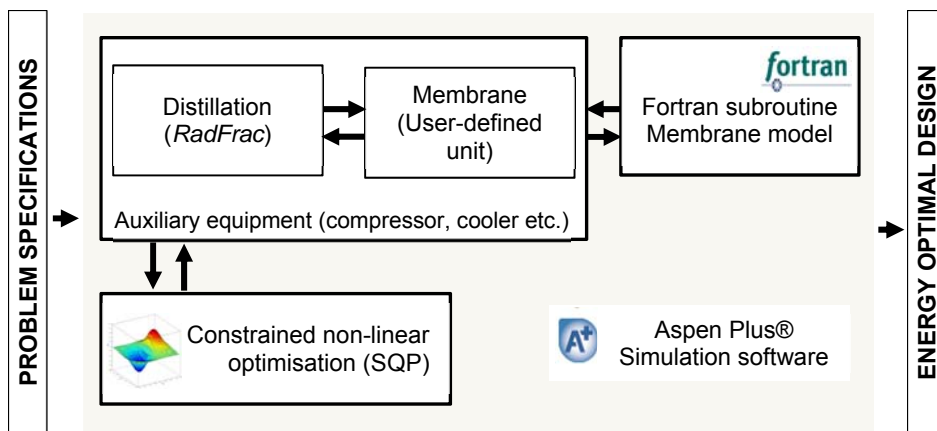 PROBLEM SPECIFICATIONS
Distillation
(RadFrac)
Membrane
(User-defined
unit)
Auxiliary equipment (compressor, cooler etc.)
fortran
Fortran subroutine
Membrane model
Constrained non-linear
optimisation (SQP)
A+
Aspen Plus®
Simulation software
ENERGY OPTIMAL DESIGN